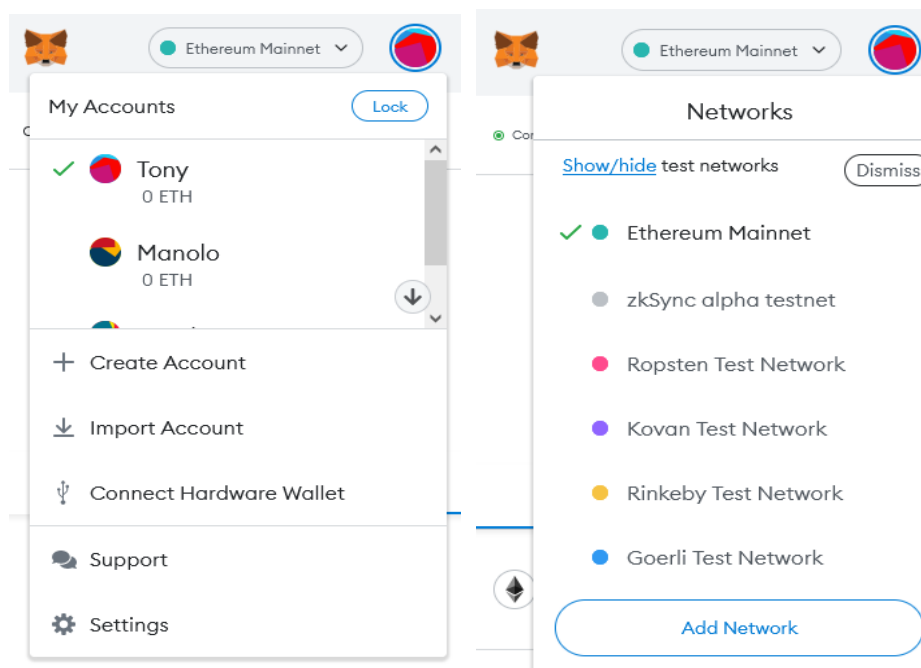 Ethereum Mainnet
My Accounts
Lock
Tony
0 ETH
Manolo
0 ETH
Create Account
Import Account
Connect Hardware Wallet
Support
Settings
Ethereum Mainnet
Networks
Show/hide test networks
Dismiss
Ethereum Mainnet
zkSync alpha testnet
Ropsten Test Network
Kovan Test Network
Rinkeby Test Network
Goerli Test Network
Add Network